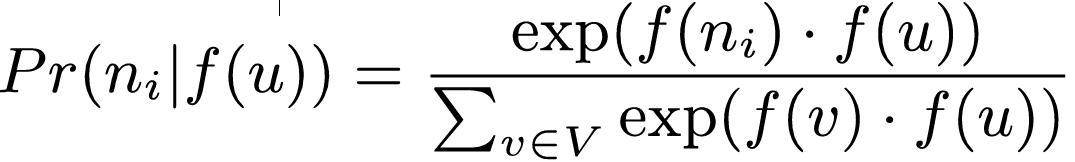 Pr(n_i|f(u)) = \frac{\exp(f(n_i) \cdot f(u))}{\sum_{v \in V} \exp(f(v) \cdot f(u))}